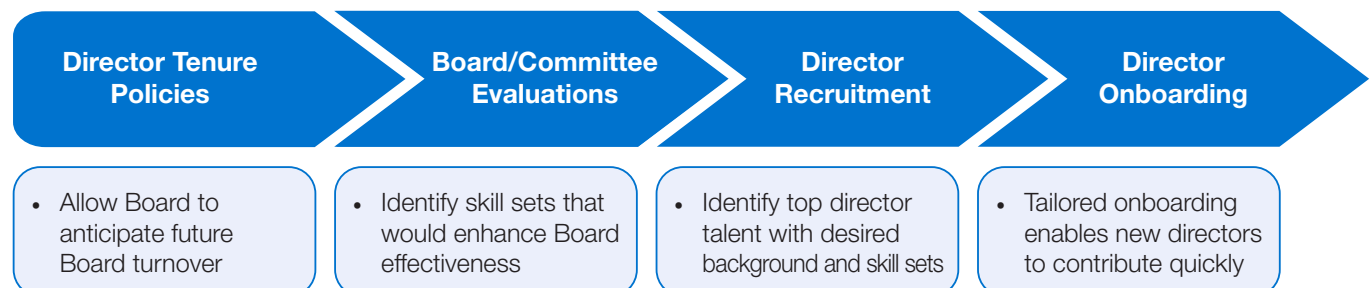 Director Tenure
Policies
Board/Committee
Evaluations
Director
Recruitment
Director
Onboarding
• Allow Board to
anticipate future
Board turnover
• Identify skill sets that
would enhance Board
effectiveness
• Identify top director
talent with desired
background and skill sets
• Tailored onboarding
enables new directors
to contribute quickly